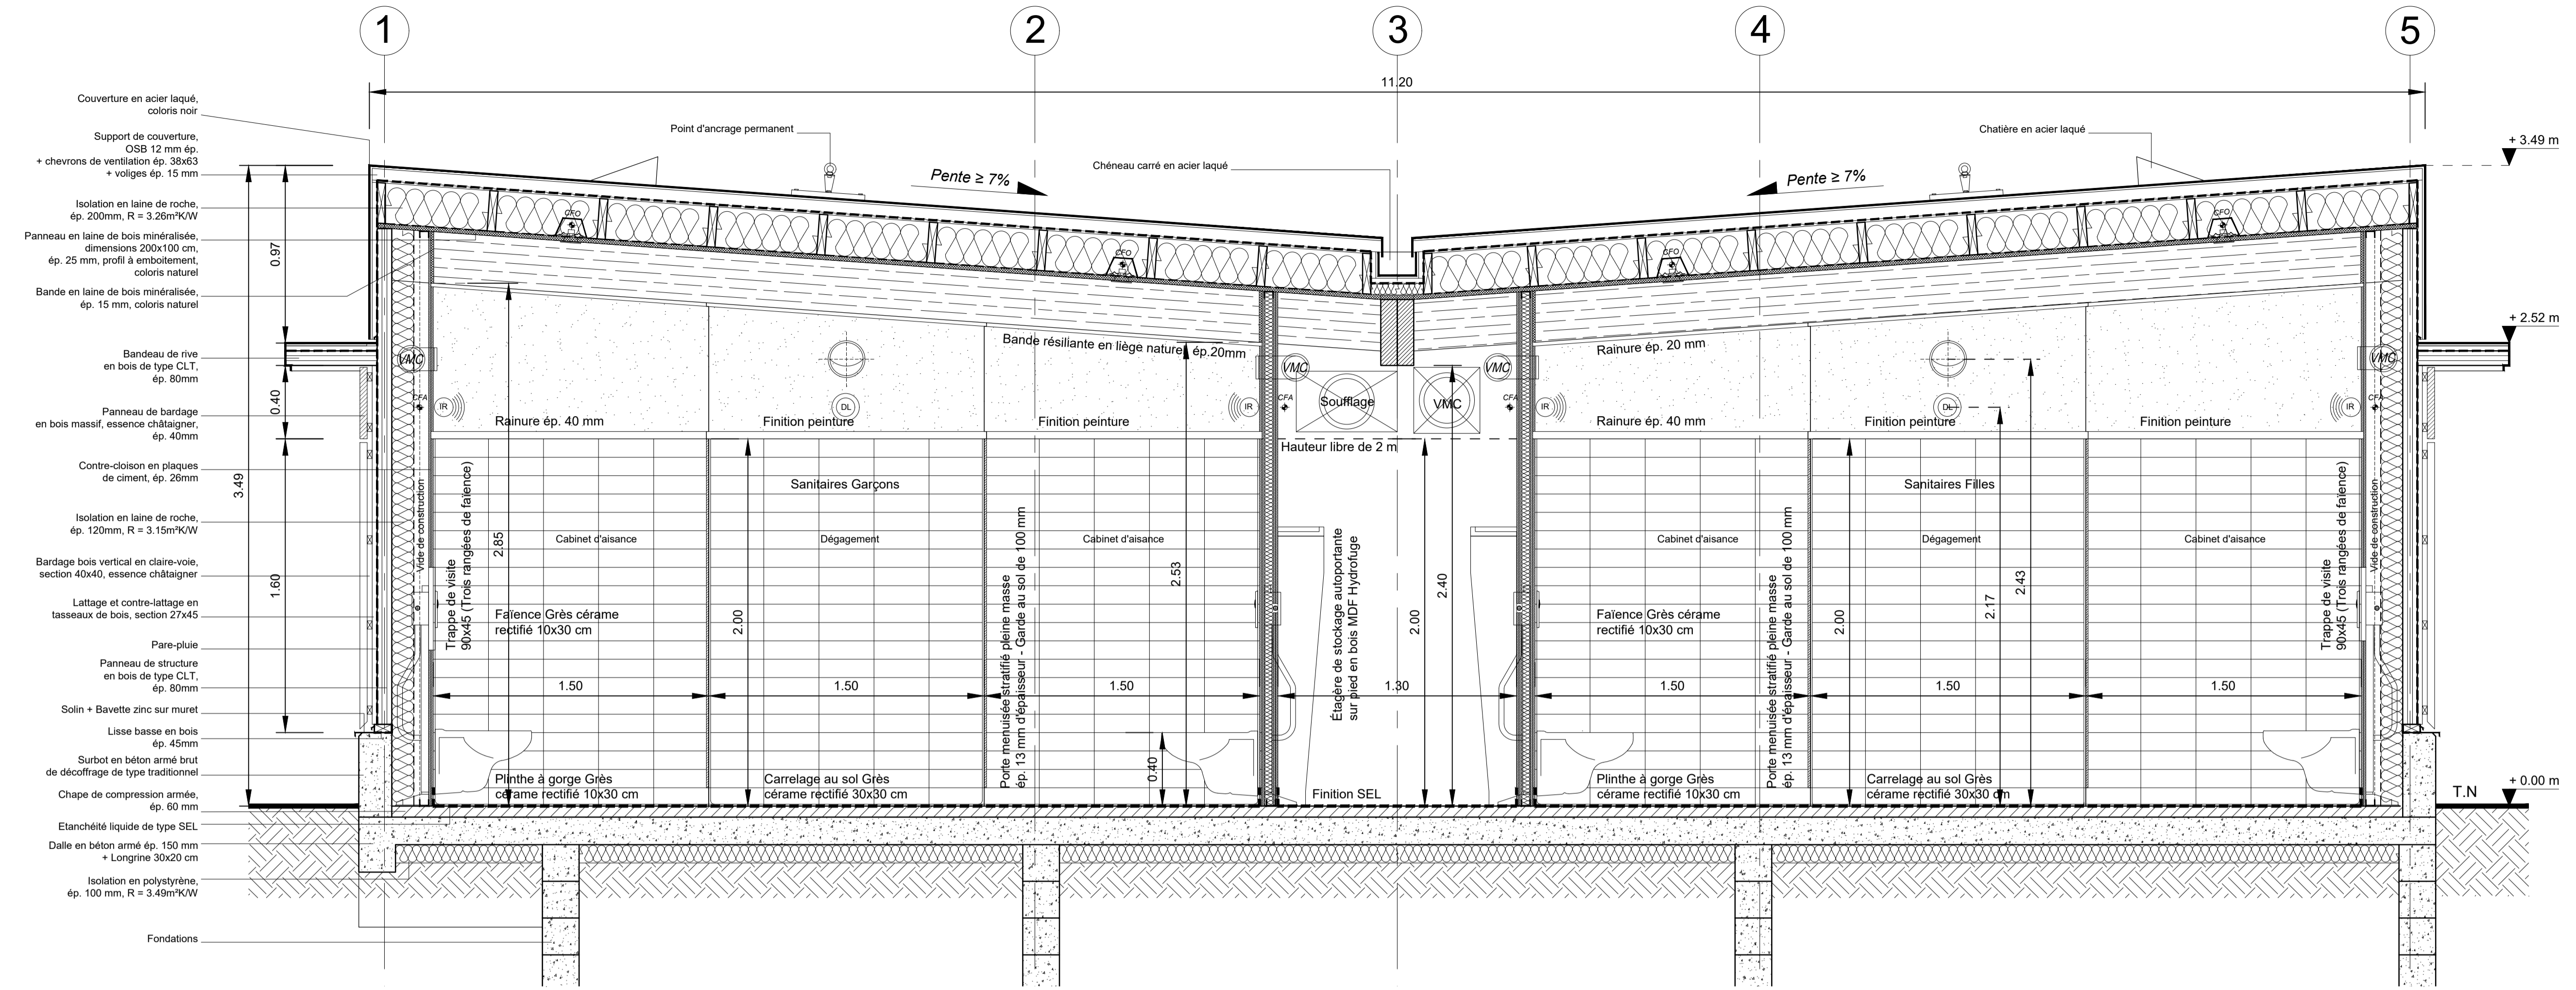 1
2
3
4
5
11.20
Couverture en acier laqué,
coloris noir
Support de couverture,
OSB 12 mm ép.
+ chevrons de ventilation ép. 38x63
+ voliges ép. 15 mm
Isolation en laine de roche,
ép. 200mm, R = 3.26m²K/W
Panneau en laine de bois minéralisée,
dimensions 200x100 cm,
ép. 25 mm, profil à emboitement,
coloris naturel
Bande en laine de bois minéralisée,
ép. 15 mm, coloris naturel
Bandeau de rive
en bois de type CLT,
ép. 80mm
Panneau de bardage
en bois massif, essence châtaigner,
ép. 40mm
Contre-cloison en plaques
de ciment, ép. 26mm
Isolation en laine de roche,
ép. 120mm, R = 3.15m²K/W
Bardage bois vertical en claire-voie,
section 40x40, essence châtaigner
Lattage et contre-lattage en
tasseaux de bois, section 27x45
Pare-pluie
Panneau de structure
en bois de type CLT,
ép. 80mm
Solin + Bavette zinc sur muret
Lisse basse en bois
ép. 45mm
Surbot en béton armé brut
de décoffrage de type traditionnel
Chape de compression armée,
ép. 60 mm
Etanchéité liquide de type SEL
Dalle en béton armé ép. 150 mm
+ Longrine 30x20 cm
Isolation en polystyrène,
ép. 100 mm, R = 3.49m²K/W
Fondations
3.49
0.97
0.40
1.60
Point d'ancrage permanent
Pente ≥ 7%
Chéneau carré en acier laqué
Pente ≥ 7%
Chatière en acier laqué
+ 3.49 m
+ 2.52 m
+ 0.00 m
T.N
CFO
CFO
CFO
CFO
VMC
CFA
IR
DL
Bande résiliante en liège naturel, ép.20mm
IR
Rainure ép. 40 mm
Finition peinture
Finition peinture
Sanitaires Garçons
Vide de construction
Trappe de visite
90x45 (Trois rangées de faïence)
2.85
Cabinet d'aisance
Dégagement
Cabinet d'aisance
2.00
Faïence Grès cérame
rectifié 10x30 cm
Porte menuisée stratifié pleine masse
ép. 13 mm d'épaisseur - Garde au sol de 100 mm
2.53
1.50
1.50
1.50
0.40
Plinthe à gorge Grès
cérame rectifié 10x30 cm
Carrelage au sol Grès
cérame rectifié 30x30 cm
VMC
CFA
Soufflage
VMC
VMC
CFA
Hauteur libre de 2 m
Étagère de stockage autoportante
sur pied en bois MDF Hydrofuge
2.00
2.40
1.30
Finition SEL
Rainure ép. 20 mm
IR
DL
IR
CFA
VMC
Rainure ép. 40 mm
Finition peinture
Finition peinture
Sanitaires Filles
Cabinet d'aisance
Dégagement
Cabinet d'aisance
Faïence Grès cérame
rectifié 10x30 cm
Porte menuisée stratifié pleine masse
ép. 13 mm d'épaisseur - Garde au sol de 100 mm
2.00
2.17
2.43
Trappe de visite
90x45 (Trois rangées de faïence)
Vide de construction
1.50
1.50
1.50
Plinthe à gorge Grès
cérame rectifié 10x30 cm
Carrelage au sol Grès
cérame rectifié 30x30 cm